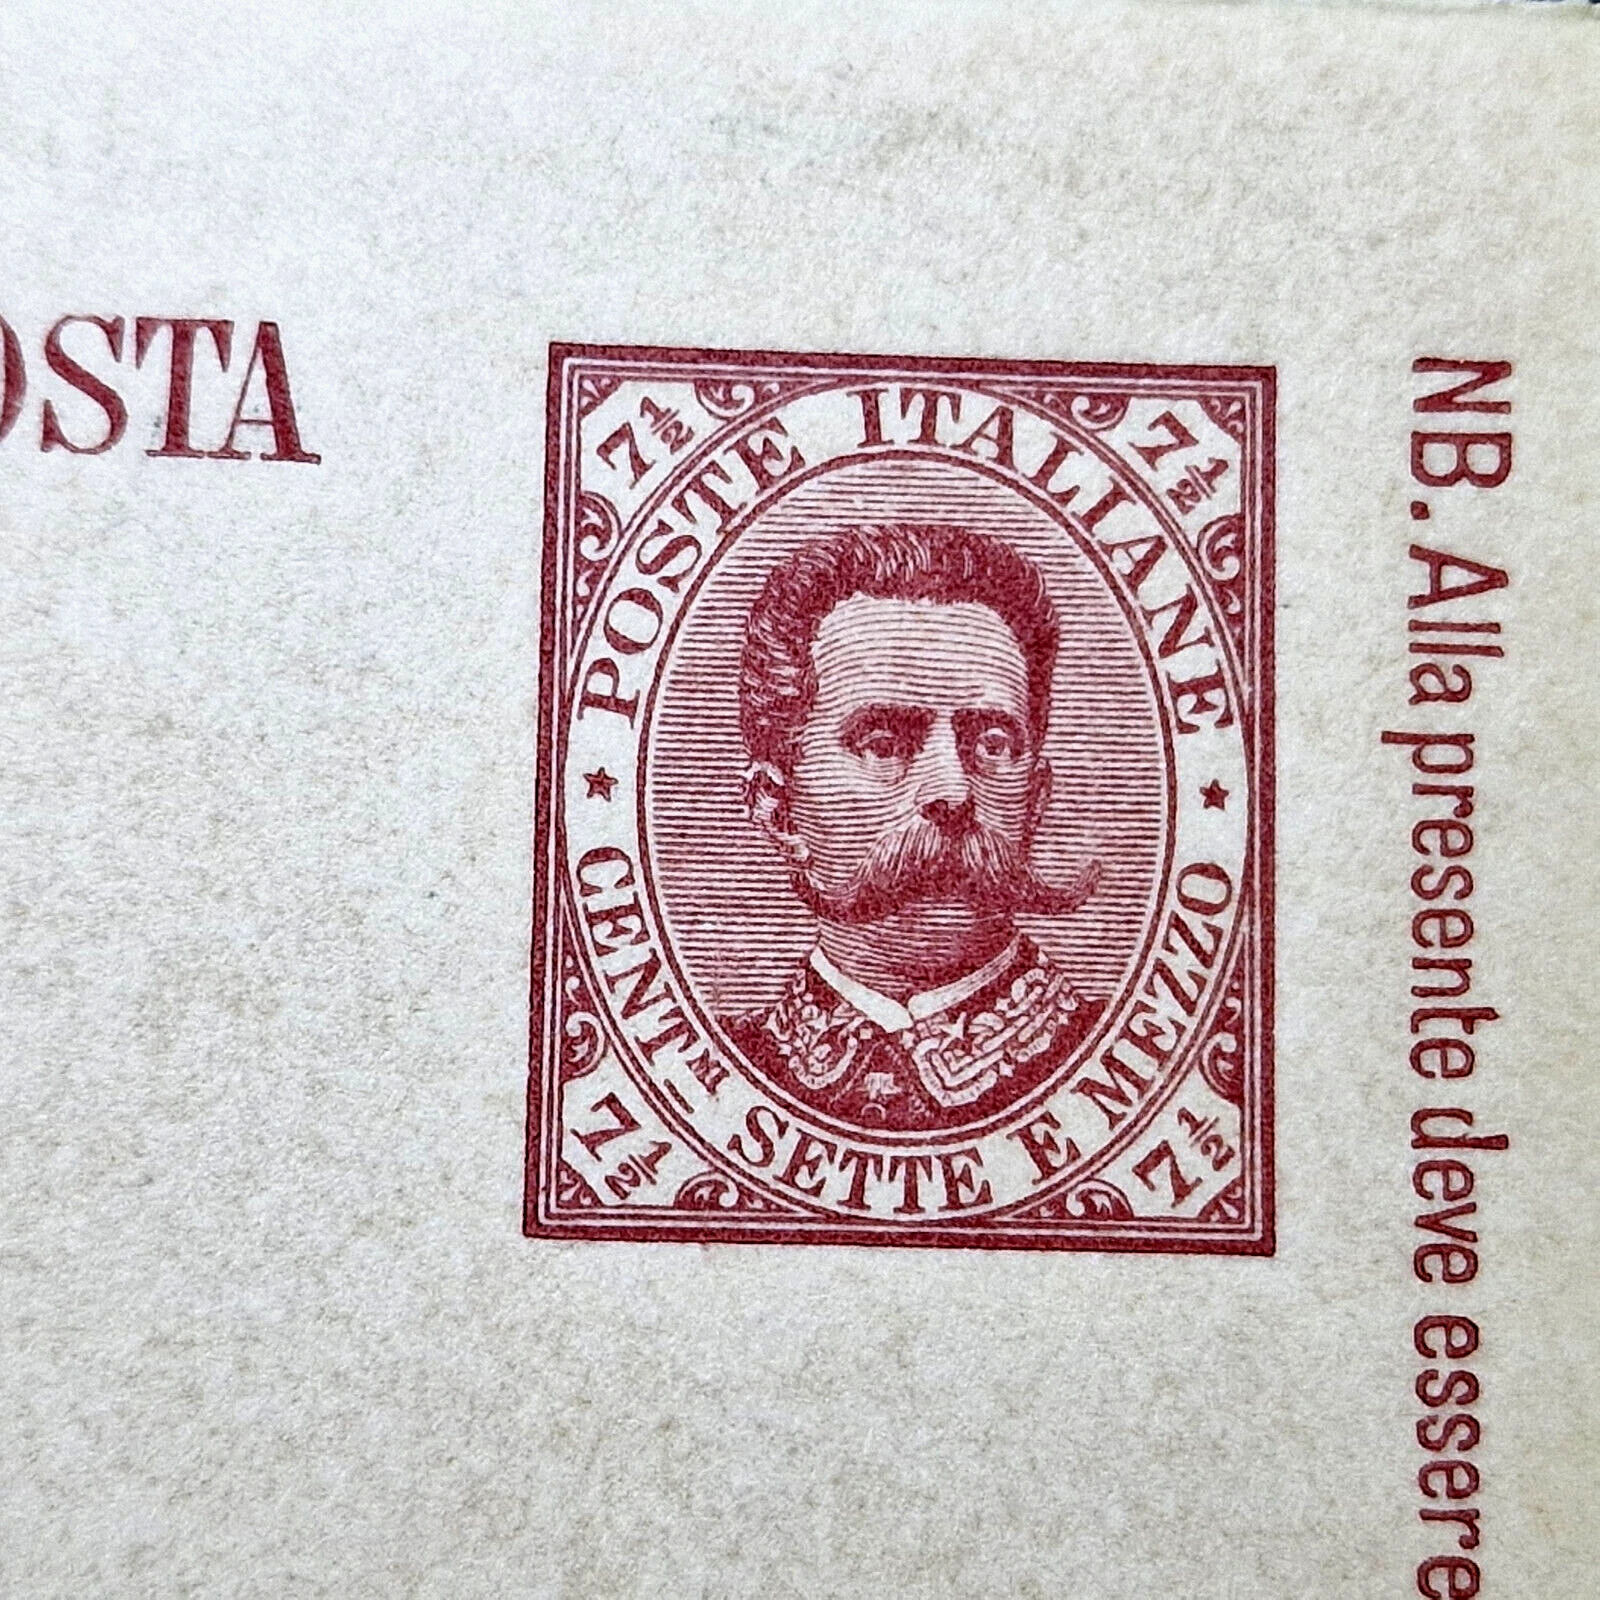 OSTA
7½ 7½
POSTE ITALIANE
★ ★
CENT^MI SETTE E MEZZO
7½ 7½
NB. Alla presente deve essere